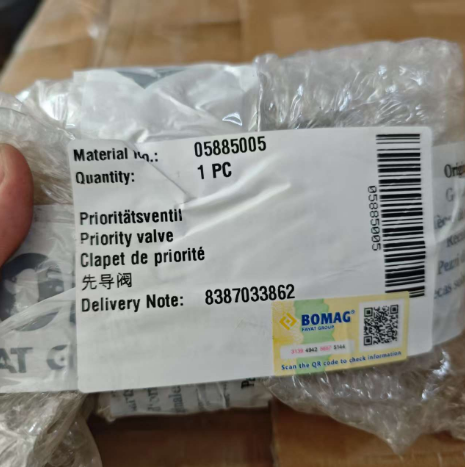 Material no.: 05885005
Quantity: 1 PC
Prioritätsventil
Priority valve
Clapet de priorité
先导阀
Delivery Note: 8387033862
05885005
BOMAG
FAYAT GROUP
Scan the QR code to check information
AT G